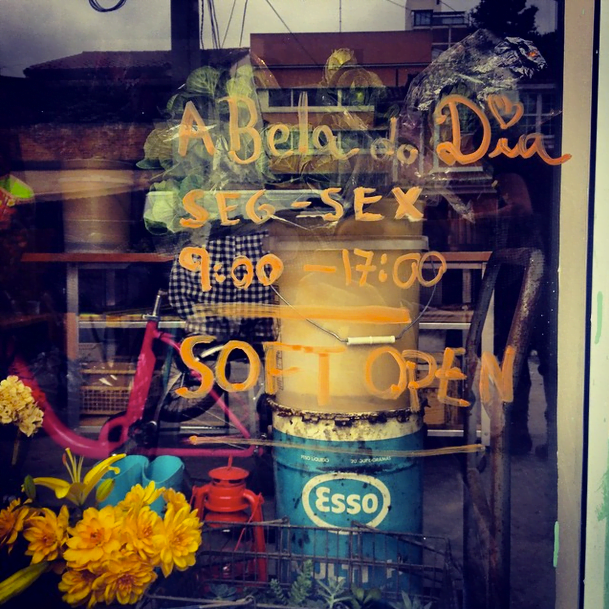 A Bela do Dia
SEG - SEX
9:00 - 17:00
SOFT OPEN
Esso